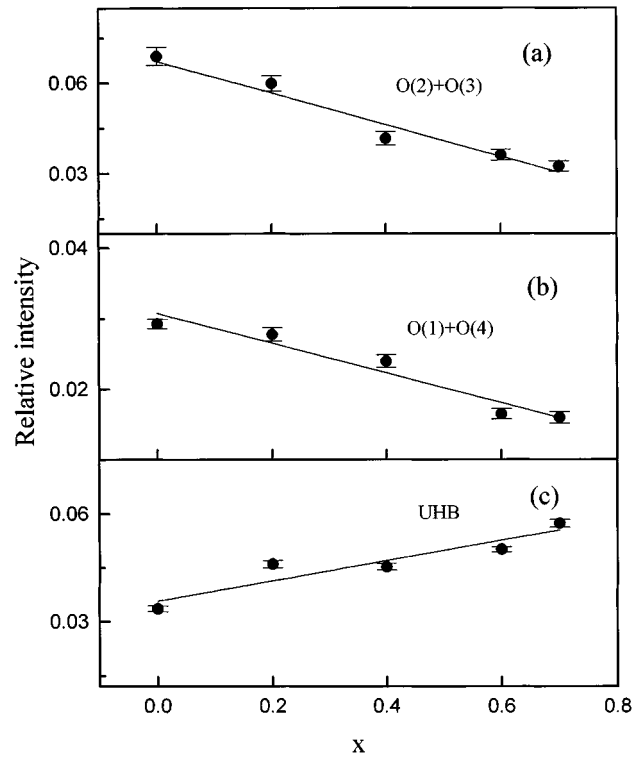 (a)
0.06
O(2)+O(3)
0.03
0.04
(b)
O(1)+O(4)
0.02
Relative intensity
(c)
0.06
UHB
0.03
0.0 0.2 0.4 0.6 0.8
x